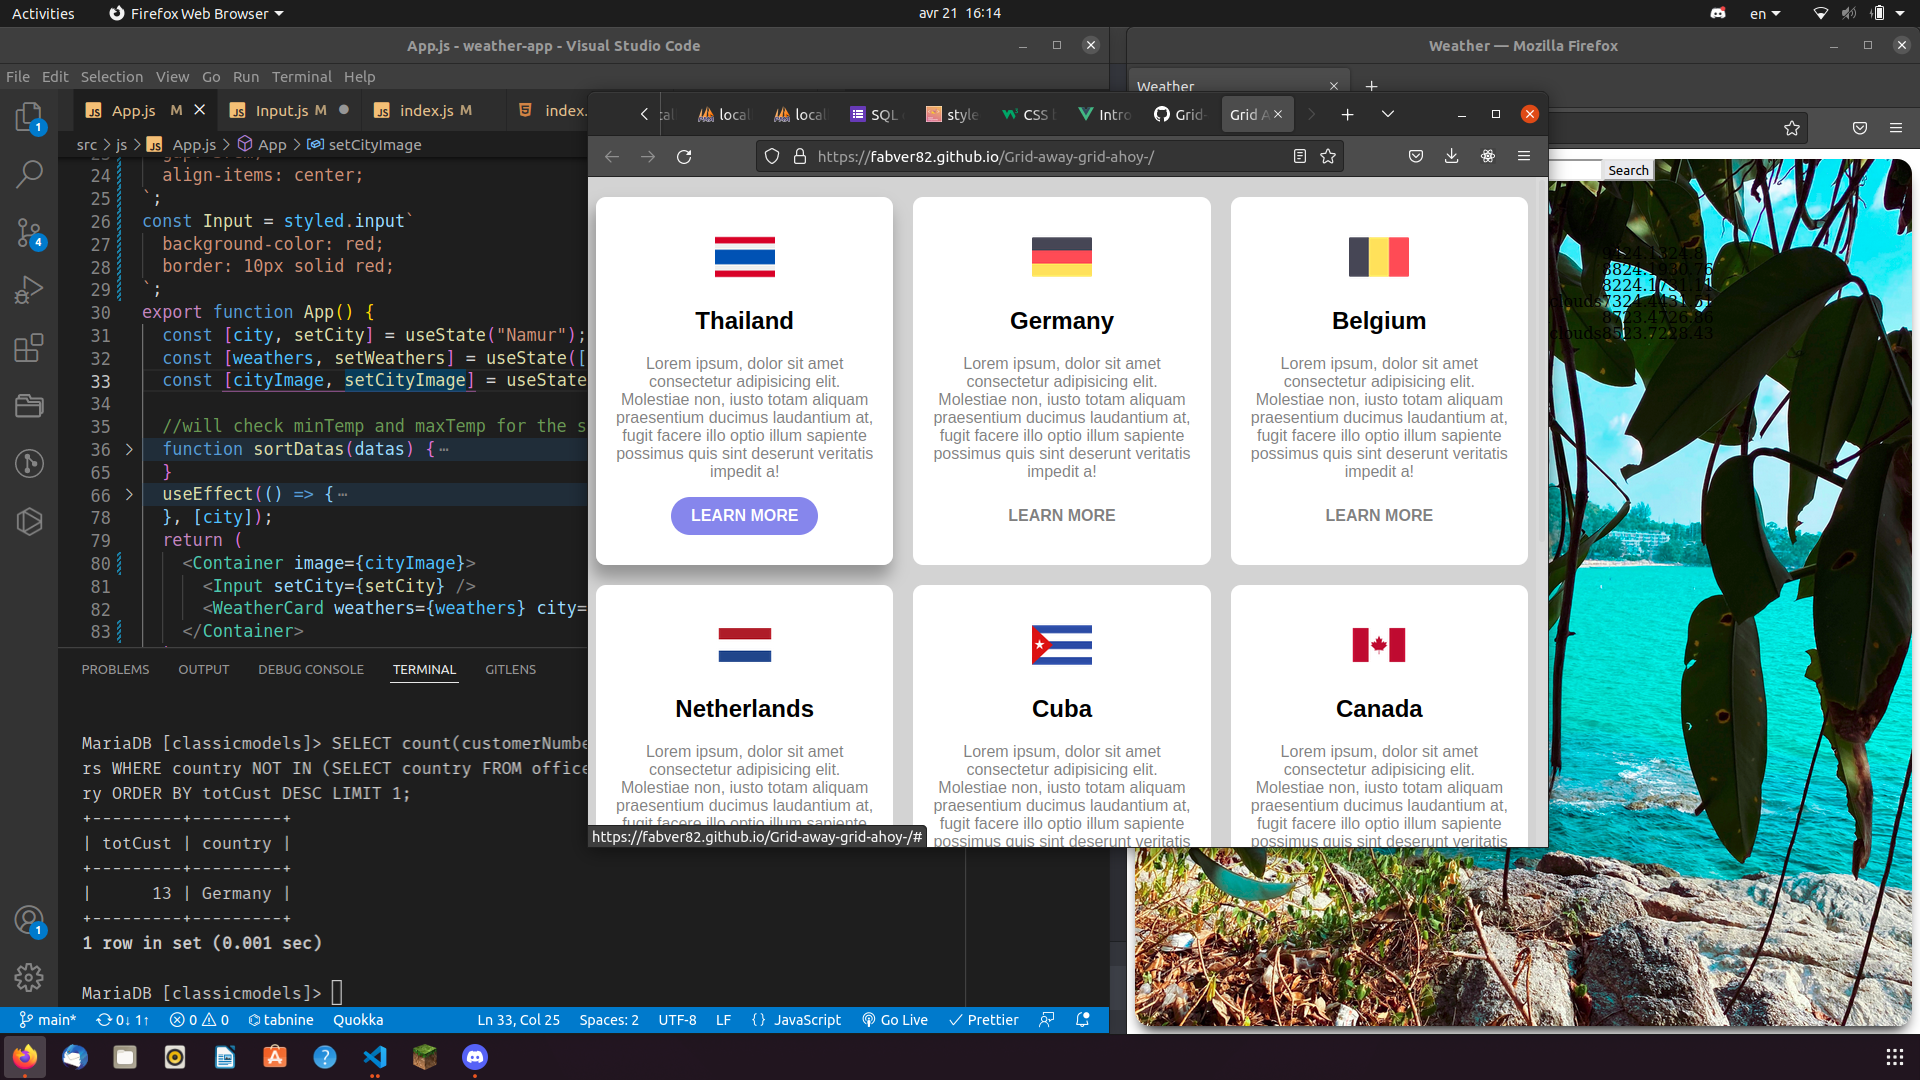 Activities
Firefox Web Browser
avr 21 16:14
en
App.js - weather-app - Visual Studio Code
Weather — Mozilla Firefox
File Edit Selection View Go Run Terminal Help
Weather
App.js M
Input.js M
index.js M
index.
SQL
style
CSS
Intro
Grid-
Grid A
src > js > App.js > App > setCityImage
https://fabver82.github.io/Grid-away-grid-ahoy-/
Search
24 align-items: center;
25 `;
26 const Input = styled.input`
27 background-color: red;
28 border: 10px solid red;
29 `;
30 export function App() {
31 const [city, setCity] = useState("Namur");
32 const [weathers, setWeathers] = useState([
33 const [cityImage, setCityImage] = useState
34
35 //will check minTemp and maxTemp for the s
36 function sortDatas(datas) { ⋯
65 }
66 useEffect(() => { ⋯
78 }, [city]);
79 return (
80 <Container image={cityImage}>
81 <Input setCity={setCity} />
82 <WeatherCard weathers={weathers} city=
83 </Container>
Thailand
Lorem ipsum, dolor sit amet
consectetur adipisicing elit.
Molestiae non, iusto totam aliquam
praesentium ducimus laudantium at,
fugit facere illo optio illum sapiente
possimus quis sint deserunt veritatis
impedit a!
LEARN MORE
Germany
Lorem ipsum, dolor sit amet
consectetur adipisicing elit.
Molestiae non, iusto totam aliquam
praesentium ducimus laudantium at,
fugit facere illo optio illum sapiente
possimus quis sint deserunt veritatis
impedit a!
LEARN MORE
Belgium
Lorem ipsum, dolor sit amet
consectetur adipisicing elit.
Molestiae non, iusto totam aliquam
praesentium ducimus laudantium at,
fugit facere illo optio illum sapiente
possimus quis sint deserunt veritatis
impedit a!
LEARN MORE
Netherlands
Lorem ipsum, dolor sit amet
consectetur adipisicing elit.
Molestiae non, iusto totam aliquam
praesentium ducimus laudantium at,
fugit facere illo optio illum sapiente
Cuba
Lorem ipsum, dolor sit amet
consectetur adipisicing elit.
Molestiae non, iusto totam aliquam
praesentium ducimus laudantium at,
fugit facere illo optio illum sapiente
possimus quis sint deserunt veritatis
Canada
Lorem ipsum, dolor sit amet
consectetur adipisicing elit.
Molestiae non, iusto totam aliquam
praesentium ducimus laudantium at,
fugit facere illo optio illum sapiente
possimus quis sint deserunt veritatis
https://fabver82.github.io/Grid-away-grid-ahoy-/#
PROBLEMS OUTPUT DEBUG CONSOLE TERMINAL GITLENS
MariaDB [classicmodels]> SELECT count(customerNumbe
rs WHERE country NOT IN (SELECT country FROM office
ry ORDER BY totCust DESC LIMIT 1;
+---------+---------+
| totCust | country |
+---------+---------+
| 13 | Germany |
+---------+---------+
1 row in set (0.001 sec)
MariaDB [classicmodels]>
main* 0↓ 1↑ 0 0 tabnine Quokka Ln 33, Col 25 Spaces: 2 UTF-8 LF {} JavaScript Go Live Prettier